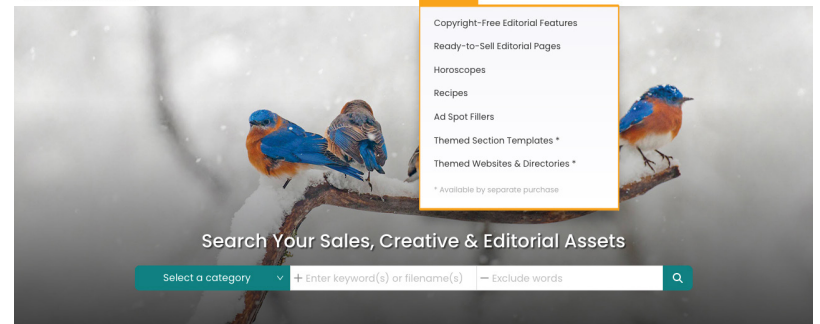 Copyright-Free Editorial Features
Ready-to-Sell Editorial Pages
Horoscopes
Recipes
Ad Spot Fillers
Themed Section Templates *
Themed Websites & Directories *
* Available by separate purchase
Search Your Sales, Creative & Editorial Assets
Select a category + Enter keyword(s) or filename(s) − Exclude words